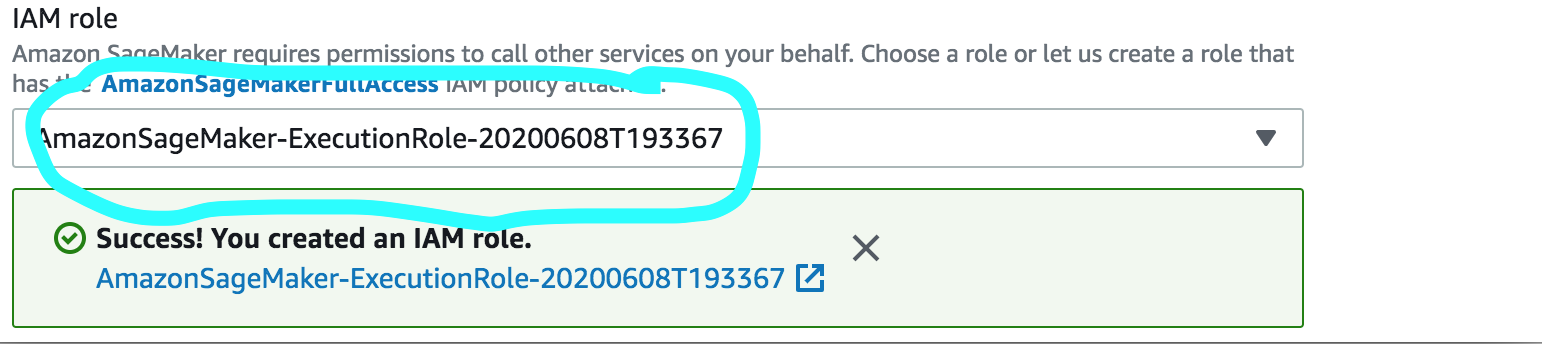 IAM role
Amazon SageMaker requires permissions to call other services on your behalf. Choose a role or let us create a role that
has the AmazonSageMakerFullAccess IAM policy attached.
AmazonSageMaker-ExecutionRole-20200608T193367
Success! You created an IAM role.
AmazonSageMaker-ExecutionRole-20200608T193367